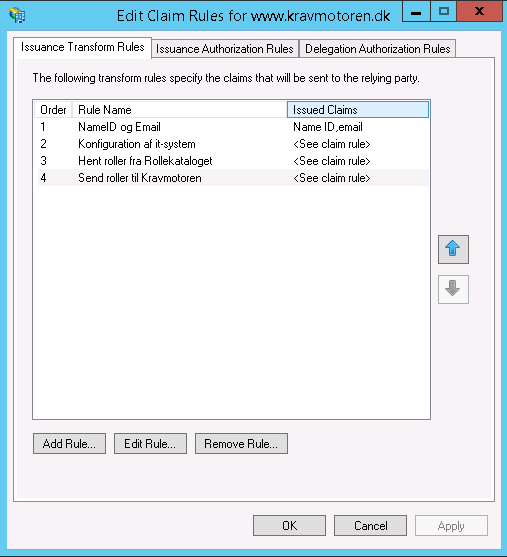 Edit Claim Rules for www.kravmotoren.dk
Issuance Transform Rules Issuance Authorization Rules Delegation Authorization Rules
The following transform rules specify the claims that will be sent to the relying party.
Order Rule Name Issued Claims
1 NameID og Email Name ID,email
2 Konfiguration af it-system <See claim rule>
3 Hent roller fra Rollekataloget <See claim rule>
4 Send roller til Kravmotoren <See claim rule>
Add Rule... Edit Rule... Remove Rule...
OK Cancel Apply